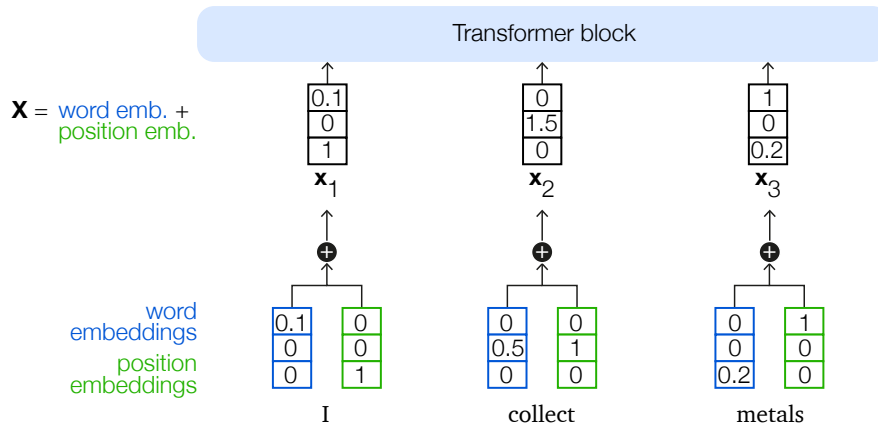 Transformer block
X = word emb. +
position emb.
0.1
0
1
x1
0
1.5
0
x2
1
0
0.2
x3
+
+
+
word
embeddings
position
embeddings
0.1
0
0
0
0
1
0
0.5
0
0
1
0
0
0
0.2
1
0
0
I
collect
metals